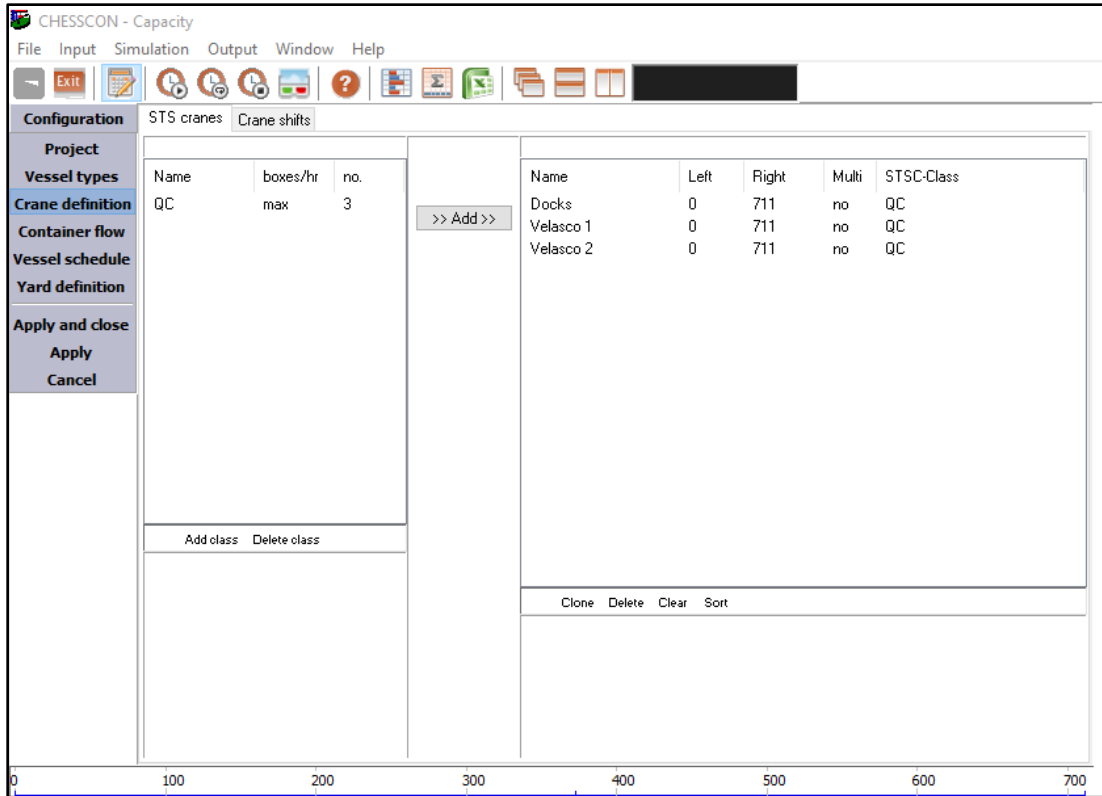 CHESSCON - Capacity
File Input Simulation Output Window Help
Exit
Configuration
Project
Vessel types
Crane definition
Container flow
Vessel schedule
Yard definition
Apply and close
Apply
Cancel
STS cranes Crane shifts
Name boxes/hr no.
QC max 3
Add class Delete class
>> Add >>
Name Left Right Multi STSC-Class
Docks 0 711 no QC
Velasco 1 0 711 no QC
Velasco 2 0 711 no QC
Clone Delete Clear Sort
0 100 200 300 400 500 600 700